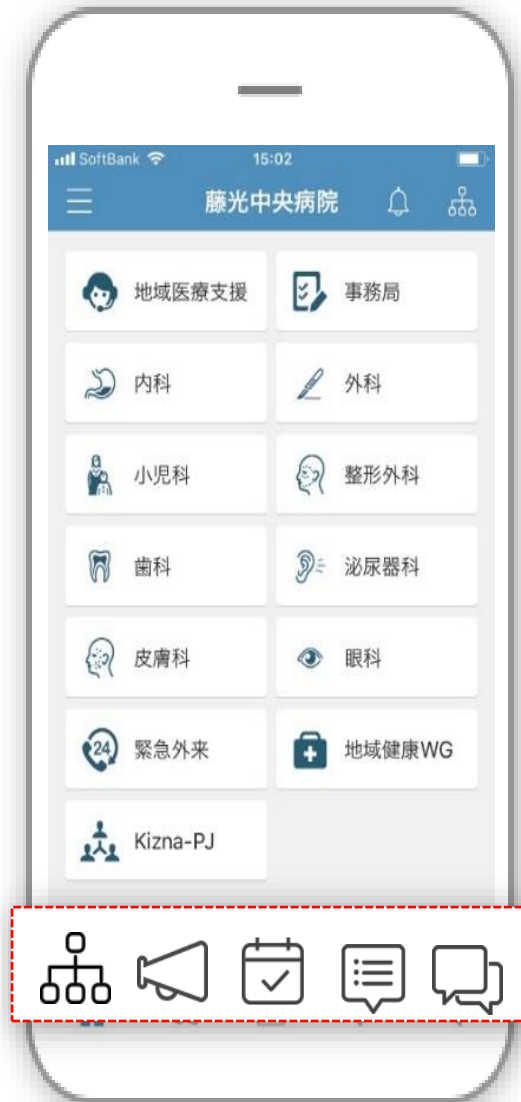 SoftBank 15:02
藤光中央病院
地域医療支援 事務局
内科 外科
小児科 整形外科
歯科 泌尿器科
皮膚科 眼科
24 緊急外来 地域健康WG
Kizna-PJ